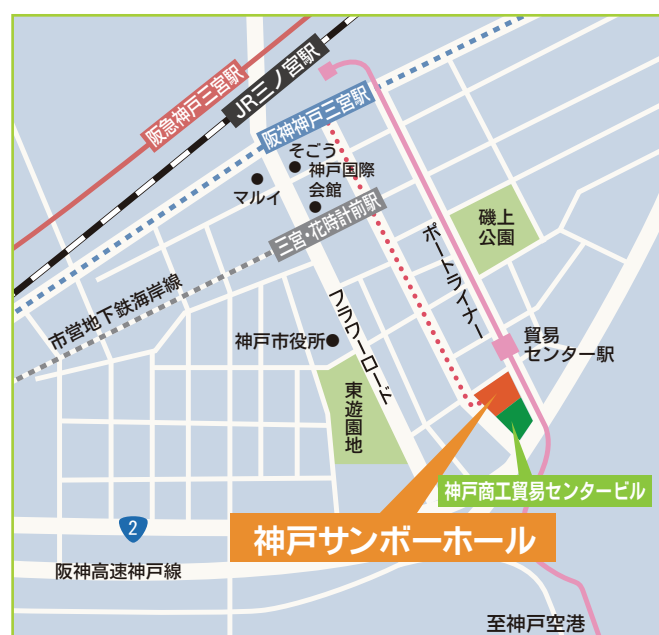 阪急神戸三宮駅
JR三ノ宮駅
阪神神戸三宮駅
そごう
神戸国際
会館
マルイ
三宮・花時計前駅
磯上
公園
ポートライナー
市営地下鉄海岸線
フラワーロード
神戸市役所
貿易
センター駅
東遊園地
神戸商工貿易センタービル
2
神戸サンボーホール
阪神高速神戸線
至神戸空港